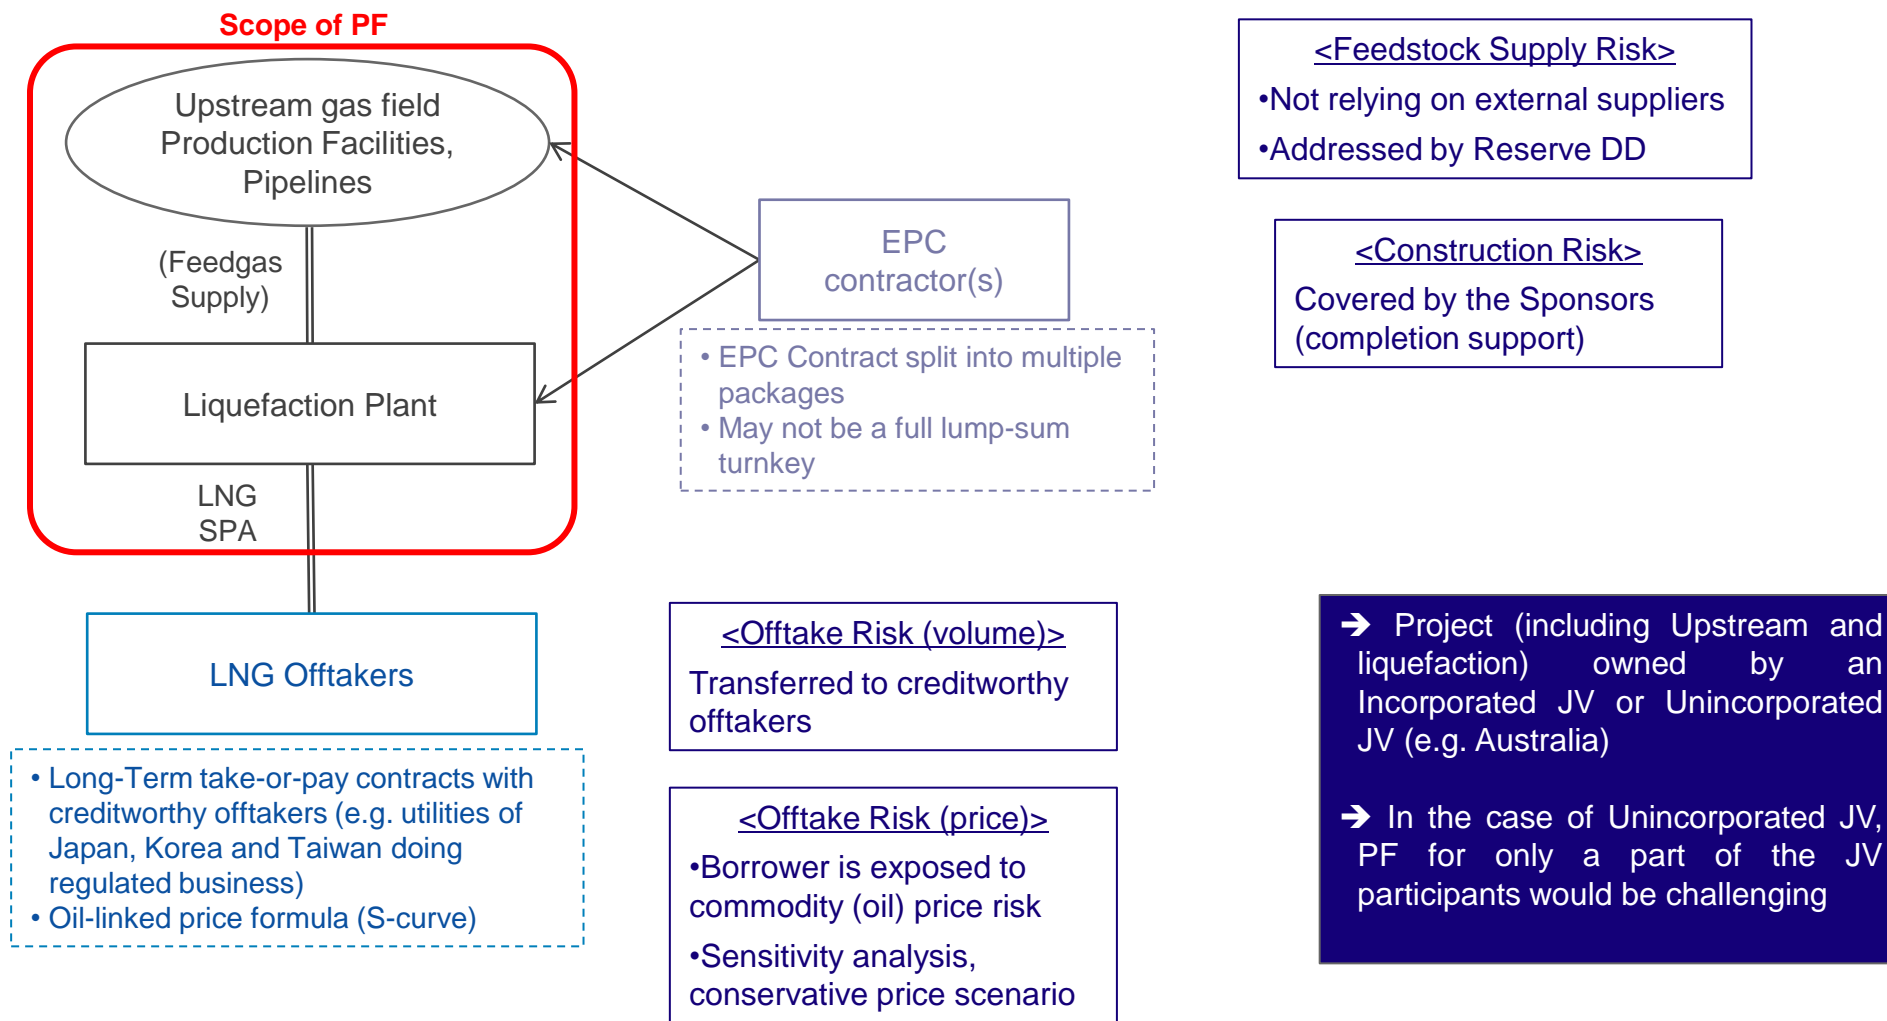 Scope of PF
Upstream gas field
Production Facilities,
Pipelines
(Feedgas
Supply)
Liquefaction Plant
LNG
SPA
LNG Offtakers
• Long-Term take-or-pay contracts with
creditworthy offtakers (e.g. utilities of
Japan, Korea and Taiwan doing
regulated business)
• Oil-linked price formula (S-curve)
EPC
contractor(s)
• EPC Contract split into multiple
packages
• May not be a full lump-sum
turnkey
<Offtake Risk (volume)>
Transferred to creditworthy
offtakers
<Offtake Risk (price)>
•Borrower is exposed to
commodity (oil) price risk
•Sensitivity analysis,
conservative price scenario
<Feedstock Supply Risk>
•Not relying on external suppliers
•Addressed by Reserve DD
<Construction Risk>
Covered by the Sponsors
(completion support)
➔ Project (including Upstream and
liquefaction) owned by an
Incorporated JV or Unincorporated
JV (e.g. Australia)
➔ In the case of Unincorporated JV,
PF for only a part of the JV
participants would be challenging